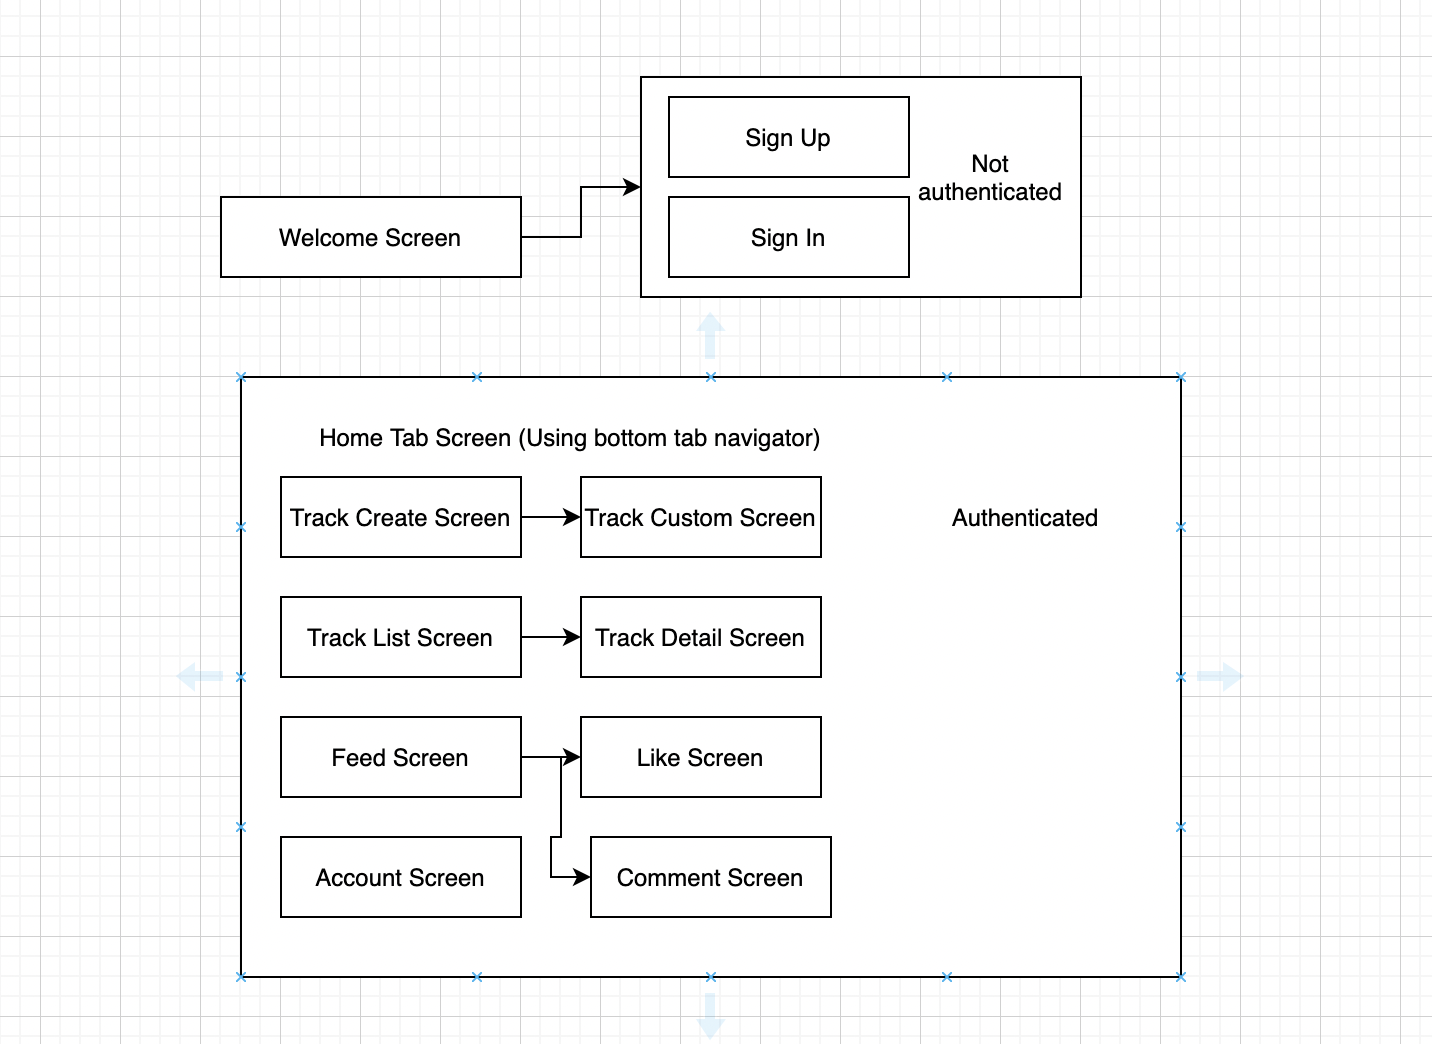 Sign Up
Not
authenticated
Welcome Screen
Sign In
Home Tab Screen (Using bottom tab navigator)
Track Create Screen
Track Custom Screen
Authenticated
Track List Screen
Track Detail Screen
Feed Screen
Like Screen
Account Screen
Comment Screen